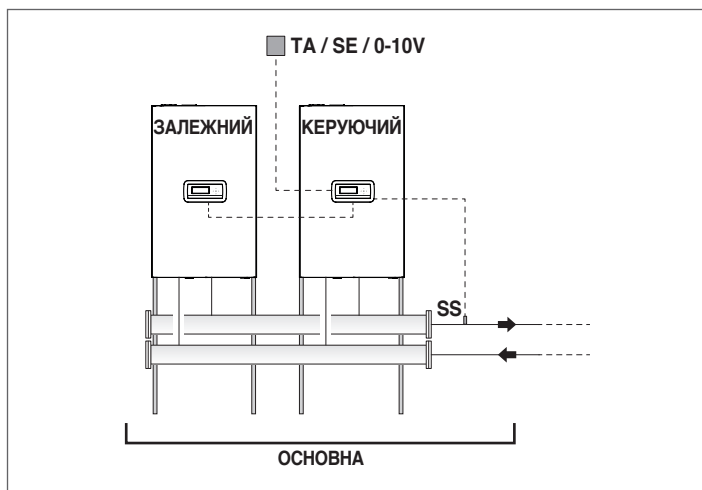 TA / SE / 0-10V
ЗАЛЕЖНИЙ
КЕРУЮЧИЙ
SS
ОСНОВНА